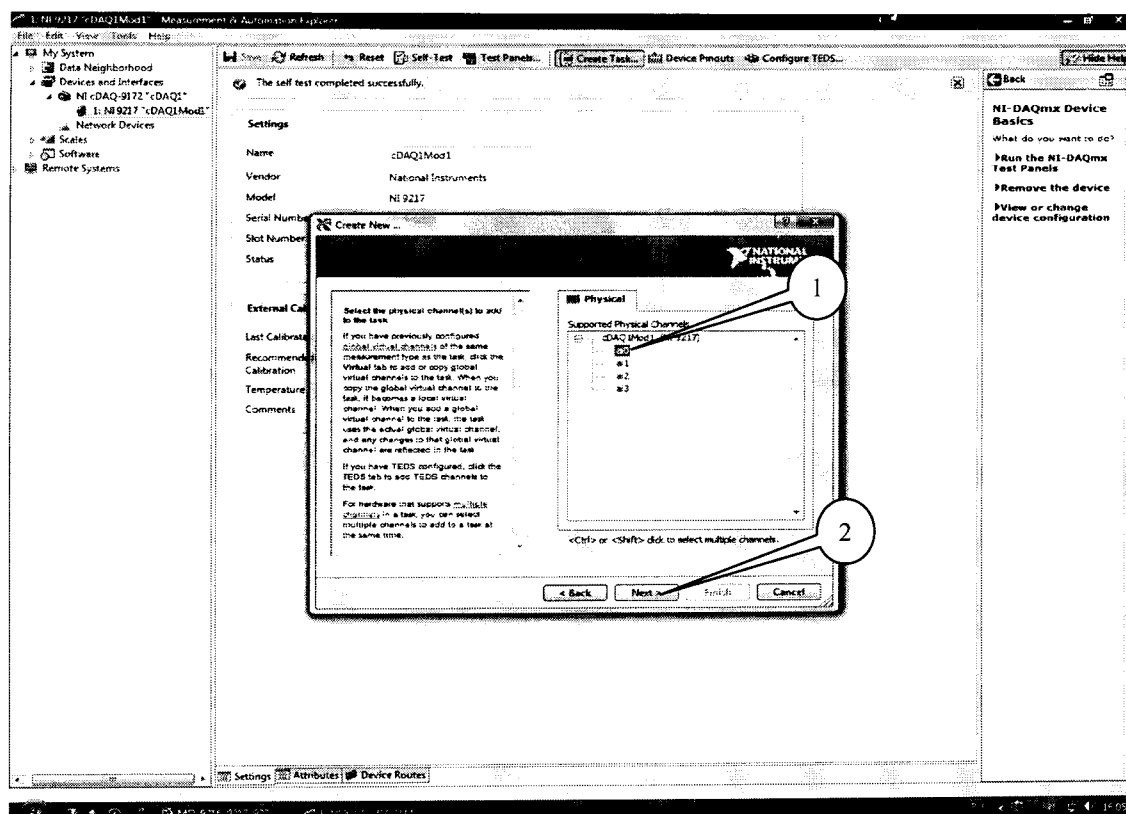 1: NI 9217 "cDAQ1Mod1" Measurement & Automation Explorer
File Edit View Tools Help
My System
Data Neighborhood
Devices and Interfaces
NI cDAQ-9172 "cDAQ1"
1: NI 9217 "cDAQ1Mod1"
Network Devices
Scales
Software
Remote Systems
Save Refresh Reset Self-Test Test Panels... Create Task... Device Pinouts Configure TEDS...
Hide Help
The self test completed successfully.
Settings
Name cDAQ1Mod1
Vendor National Instruments
Model NI 9217
Serial Numbe
Slot Number
Status
External Cal
Last Calibrat
Recommended
Calibration
Temperature
Comments
Create New ...
NATIONAL
INSTRUM
Select the physical channel(s) to add
to the task.
If you have previously configured
global virtual channels of the same
measurement type as the task, click the
Virtual tab to add or copy global
virtual channels to the task. When you
copy the global virtual channel to the
task, it becomes a local virtual
channel. When you add a global
virtual channel to the task, the task
uses the actual global virtual channel,
and any changes to that global virtual
channel are reflected in the task.
If you have TEDS configured, click the
TEDS tab to add TEDS channels to
the task.
For hardware that supports multiple
channels in a task, you can select
multiple channels to add to a task at
the same time.
Physical
Supported Physical Channels
cDAQ1Mod1 (NI 9217)
ai0
ai1
ai2
ai3
<Ctrl> or <Shift> click to select multiple channels.
< Back Next > Finish Cancel
1
2
Back
NI-DAQmx Device
Basics
What do you want to do?
Run the NI-DAQmx
Test Panels
Remove the device
View or change
device configuration
Settings Attributes Device Routes